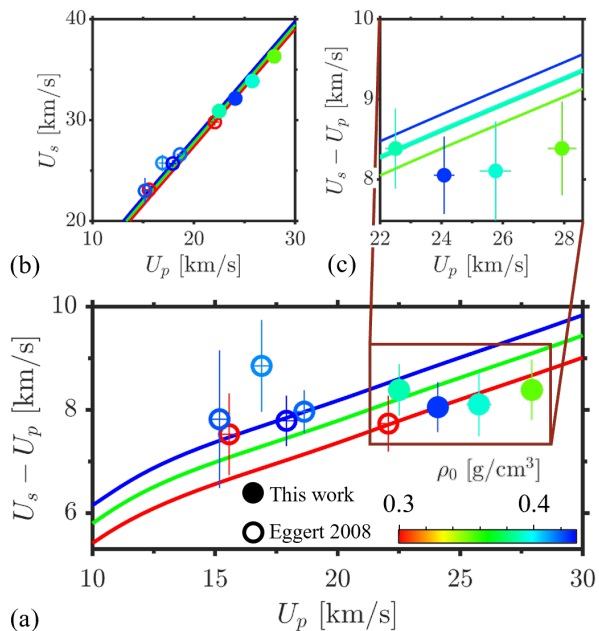 40
30
20
U_s [km/s]
10 20 30
U_p [km/s]
(b)
10
9
8
U_s − U_p [km/s]
22 24 26 28
U_p [km/s]
(c)
10
8
6
U_s − U_p [km/s]
This work
Eggert 2008
ρ_0 [g/cm^3]
0.3 0.4
10 15 20 25 30
U_p [km/s]
(a)